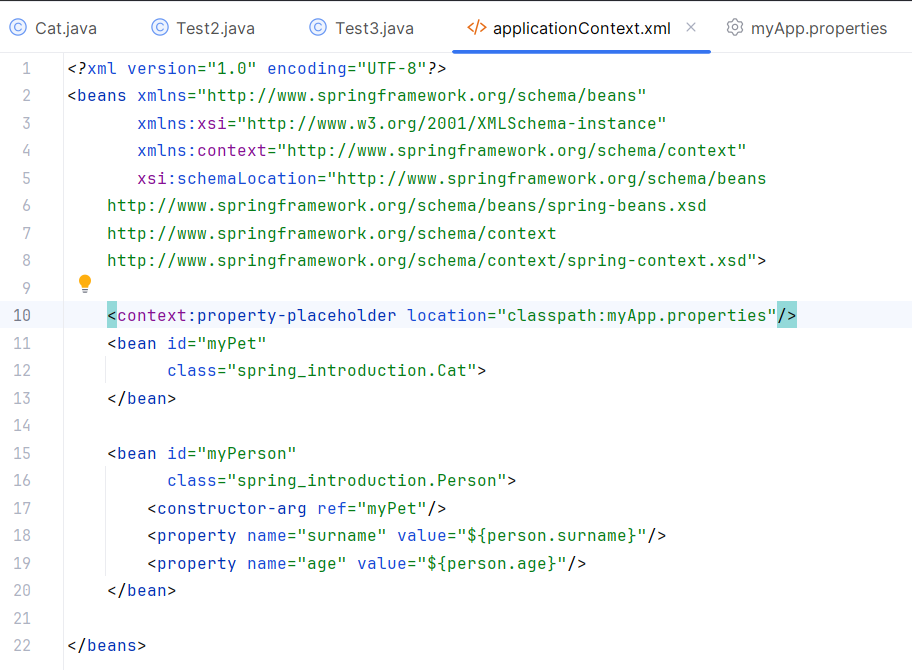 Cat.java Test2.java Test3.java applicationContext.xml myApp.properties
1 <?xml version="1.0" encoding="UTF-8"?>
2 <beans xmlns="http://www.springframework.org/schema/beans"
3 xmlns:xsi="http://www.w3.org/2001/XMLSchema-instance"
4 xmlns:context="http://www.springframework.org/schema/context"
5 xsi:schemaLocation="http://www.springframework.org/schema/beans
6 http://www.springframework.org/schema/beans/spring-beans.xsd
7 http://www.springframework.org/schema/context
8 http://www.springframework.org/schema/context/spring-context.xsd">
9
10 <context:property-placeholder location="classpath:myApp.properties"/>
11 <bean id="myPet"
12 class="spring_introduction.Cat">
13 </bean>
14
15 <bean id="myPerson"
16 class="spring_introduction.Person">
17 <constructor-arg ref="myPet"/>
18 <property name="surname" value="${person.surname}"/>
19 <property name="age" value="${person.age}"/>
20 </bean>
21
22 </beans>